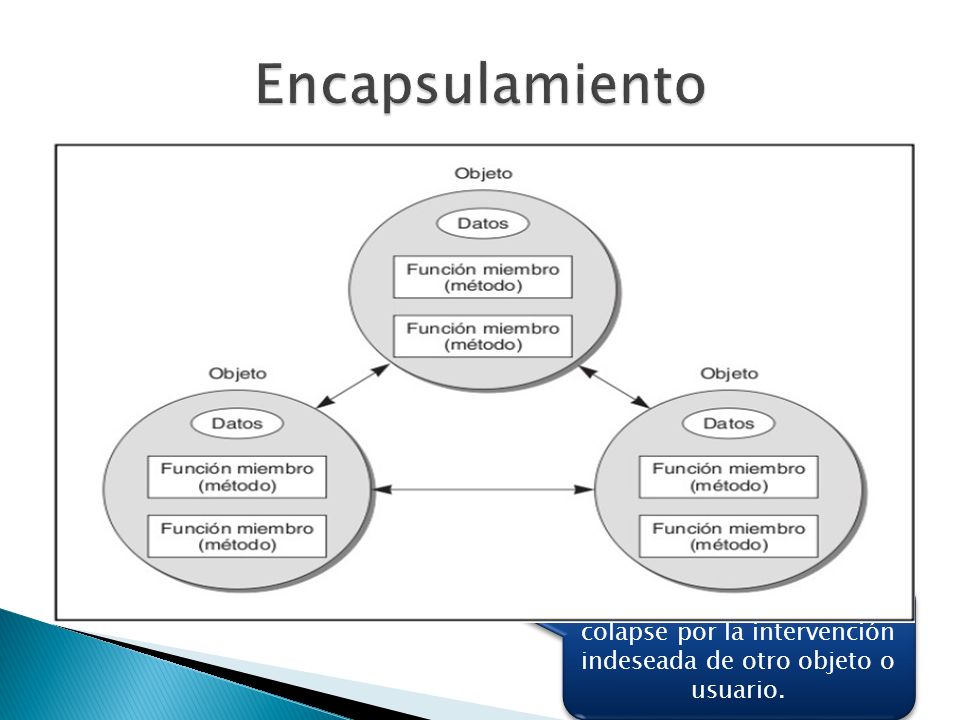 Encapsulamiento
Objeto
Datos
Función miembro
(método)
Función miembro
(método)
Objeto
Datos
Función miembro
(método)
Función miembro
(método)
Objeto
Datos
Función miembro
(método)
Función miembro
(método)
colapse por la intervención
indeseada de otro objeto o
usuario.